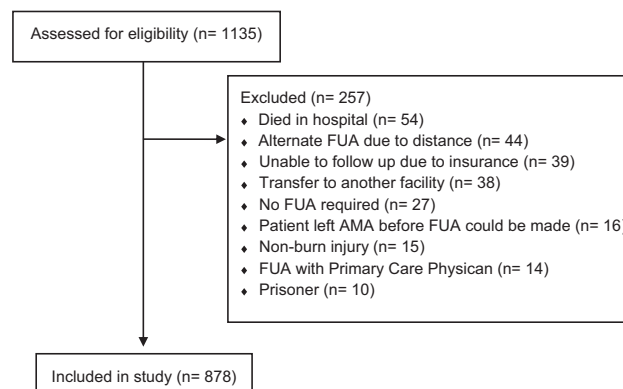 Assessed for eligibility (n= 1135)
Excluded (n= 257)
♦ Died in hospital (n= 54)
♦ Alternate FUA due to distance (n= 44)
♦ Unable to follow up due to insurance (n= 39)
♦ Transfer to another facility (n= 38)
♦ No FUA required (n= 27)
♦ Patient left AMA before FUA could be made (n= 16)
♦ Non-burn injury (n= 15)
♦ FUA with Primary Care Physican (n= 14)
♦ Prisoner (n= 10)
Included in study (n= 878)